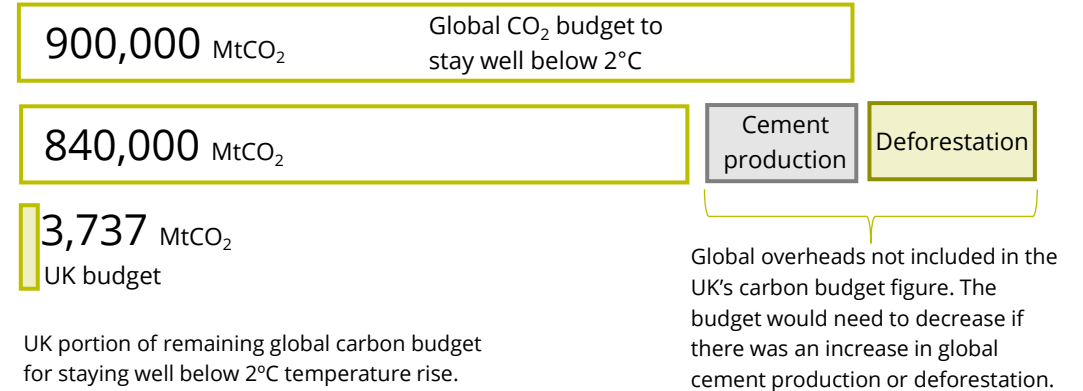 900,000 MtCO₂
Global CO₂ budget to
stay well below 2°C
840,000 MtCO₂
Cement
production
Deforestation
3,737 MtCO₂
UK budget
Global overheads not included in the
UK's carbon budget figure. The
budget would need to decrease if
there was an increase in global
cement production or deforestation.
UK portion of remaining global carbon budget
for staying well below 2ºC temperature rise.